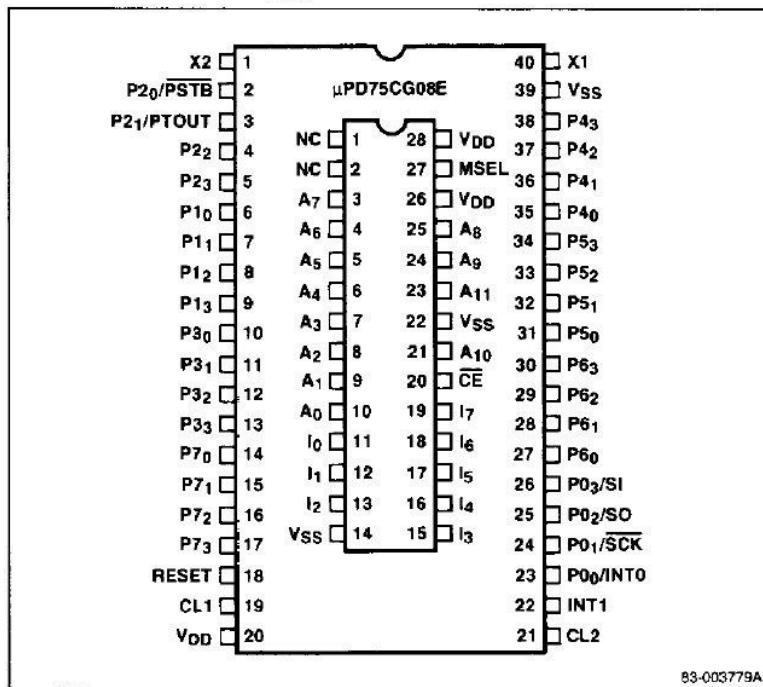 X2 1 40 X1
P2₀/P̅S̅T̅B̅ 2 μPD75CG08E 39 VSS
P2₁/PTOUT 3 38 P4₃
NC 1 28 VDD
P2₂ 4 37 P4₂
NC 2 27 MSEL
P2₃ 5 36 P4₁
A₇ 3 26 VDD
P1₀ 6 35 P4₀
A₆ 4 25 A₈
P1₁ 7 34 P5₃
A₅ 5 24 A₉
P1₂ 8 33 P5₂
A₄ 6 23 A₁₁
P1₃ 9 32 P5₁
A₃ 7 22 VSS
P3₀ 10 31 P5₀
A₂ 8 21 A₁₀
P3₁ 11 30 P6₃
A₁ 9 20 C̅E̅
P3₂ 12 29 P6₂
A₀ 10 19 I₇
P3₃ 13 28 P6₁
I₀ 11 18 I₆
P7₀ 14 27 P6₀
I₁ 12 17 I₅
P7₁ 15 26 P0₃/SI
I₂ 13 16 I₄
P7₂ 16 25 P0₂/SO
VSS 14 15 I₃
P7₃ 17 24 P0₁/S̅C̅K̅
RESET 18 23 P0₀/INT0
CL1 19 22 INT1
VDD 20 21 CL2
83-003779A